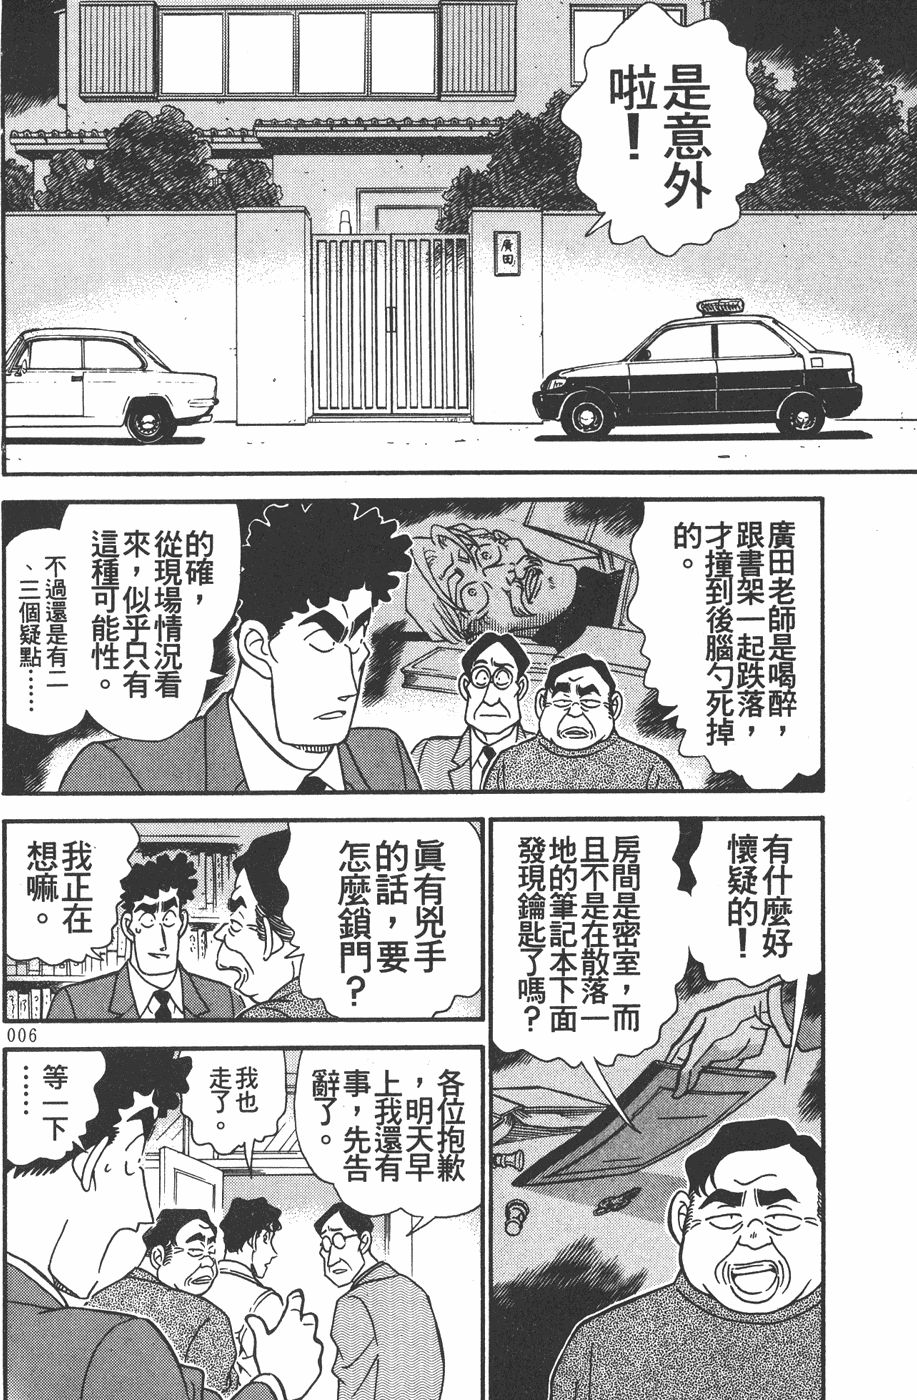 是意外
啦！
廣田
廣田老師是喝醉，
跟書架一起跌落，
才撞到後腦勺死掉
的。
的確，
從現場情況看
來，似乎只有
這種可能性。
不過還是有二
、三個疑點……
有什麼好
懷疑的！
房間是密室，而
且不是在散落一
地的筆記本下面
發現鑰匙了嗎？
眞有兇手
的話，要
怎麼鎖門？
我正在
想嘛。
006
各位抱歉
，明天早
上我還有
事，先告
辭了。
我也
走了。
等一下
……